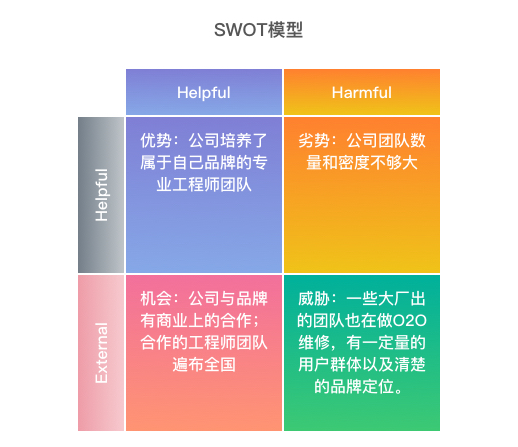 SWOT模型
Helpful
Harmful
Helpful
优势：公司培养了
属于自己品牌的专
业工程师团队
劣势：公司团队数
量和密度不够大
External
机会：公司与品牌
有商业上的合作；
合作的工程师团队
遍布全国
威胁：一些大厂出
的团队也在做O2O
维修，有一定量的
用户群体以及清楚
的品牌定位。